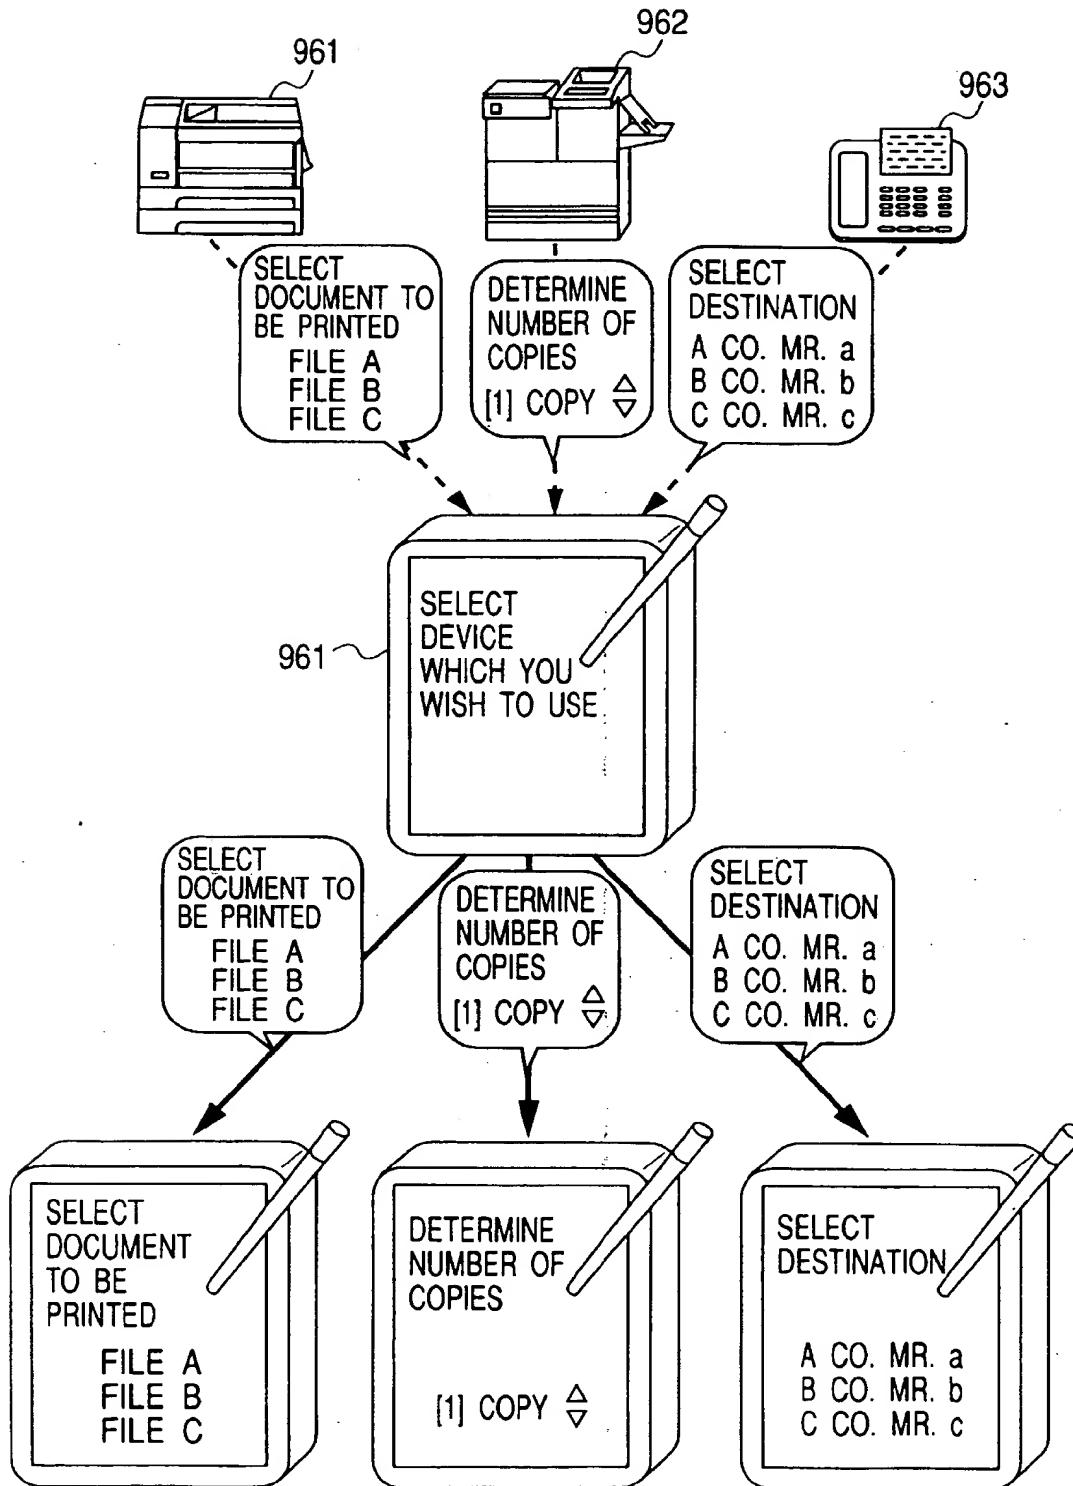 961
962
963
SELECT
DOCUMENT TO
BE PRINTED
FILE A
FILE B
FILE C
DETERMINE
NUMBER OF
COPIES
[1] COPY △▽
SELECT
DESTINATION
A CO. MR. a
B CO. MR. b
C CO. MR. c
961
SELECT
DEVICE
WHICH YOU
WISH TO USE
SELECT
DOCUMENT TO
BE PRINTED
FILE A
FILE B
FILE C
DETERMINE
NUMBER OF
COPIES
[1] COPY △▽
SELECT
DESTINATION
A CO. MR. a
B CO. MR. b
C CO. MR. c
SELECT
DOCUMENT
TO BE
PRINTED
FILE A
FILE B
FILE C
DETERMINE
NUMBER OF
COPIES
[1] COPY △▽
SELECT
DESTINATION
A CO. MR. a
B CO. MR. b
C CO. MR. c